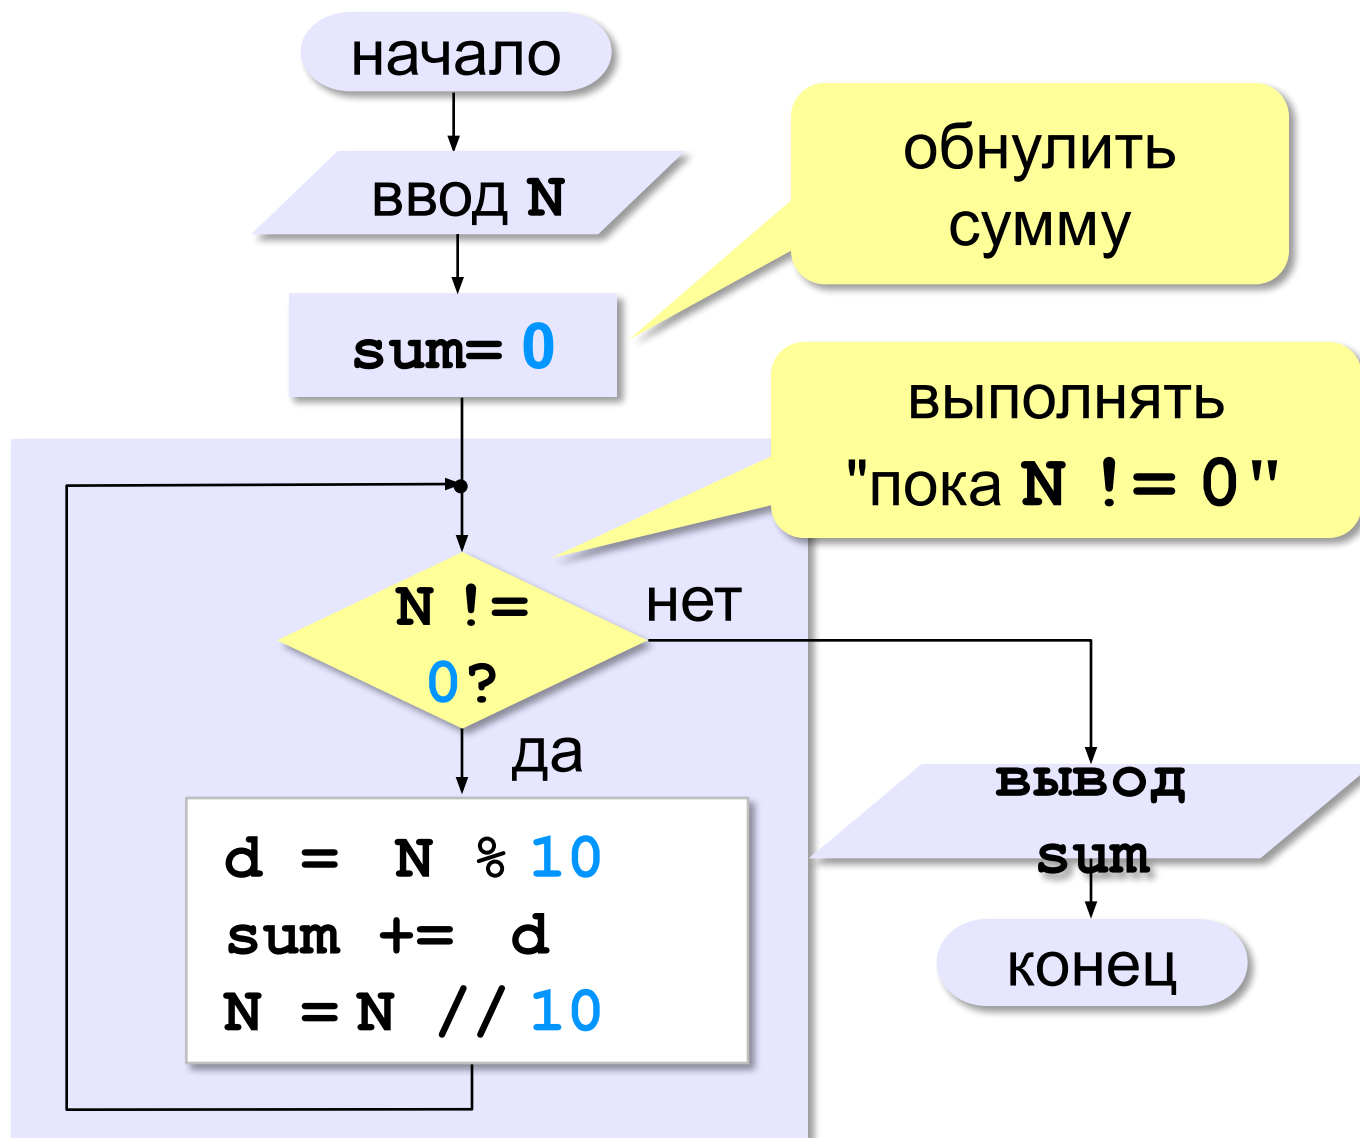 начало
ввод N
обнулить
сумму
sum= 0
выполнять
"пока N != 0"
N !=
0?
нет
да
d = N % 10
sum += d
N = N // 10
вывод
sum
конец